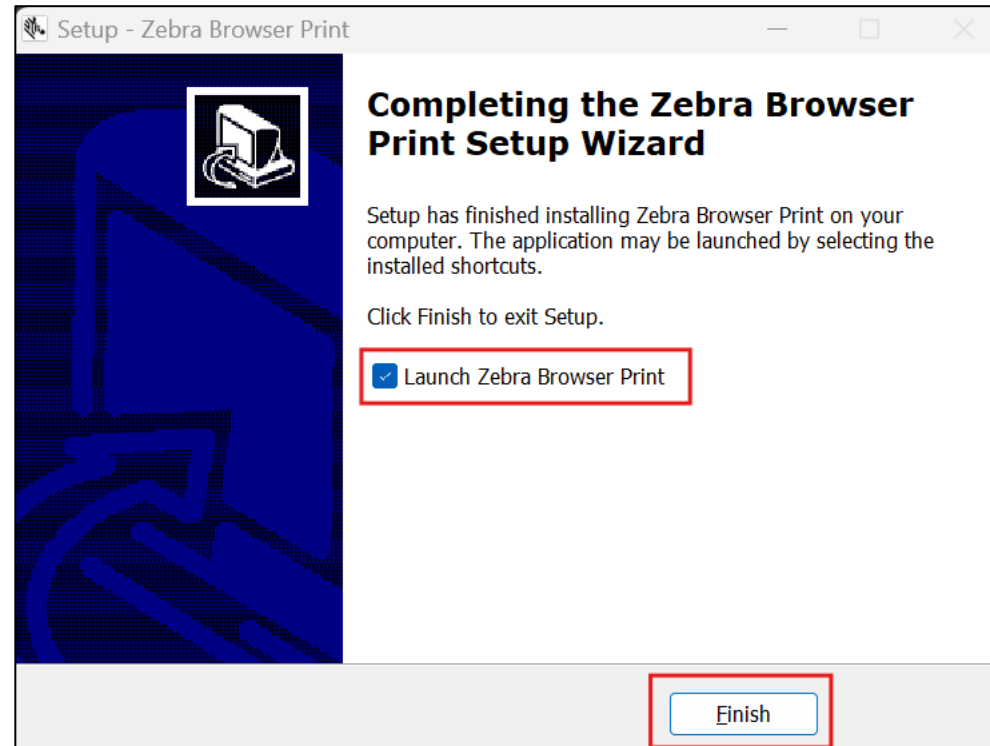 Setup - Zebra Browser Print
Completing the Zebra Browser
Print Setup Wizard
Setup has finished installing Zebra Browser Print on your
computer. The application may be launched by selecting the
installed shortcuts.
Click Finish to exit Setup.
Launch Zebra Browser Print
Finish